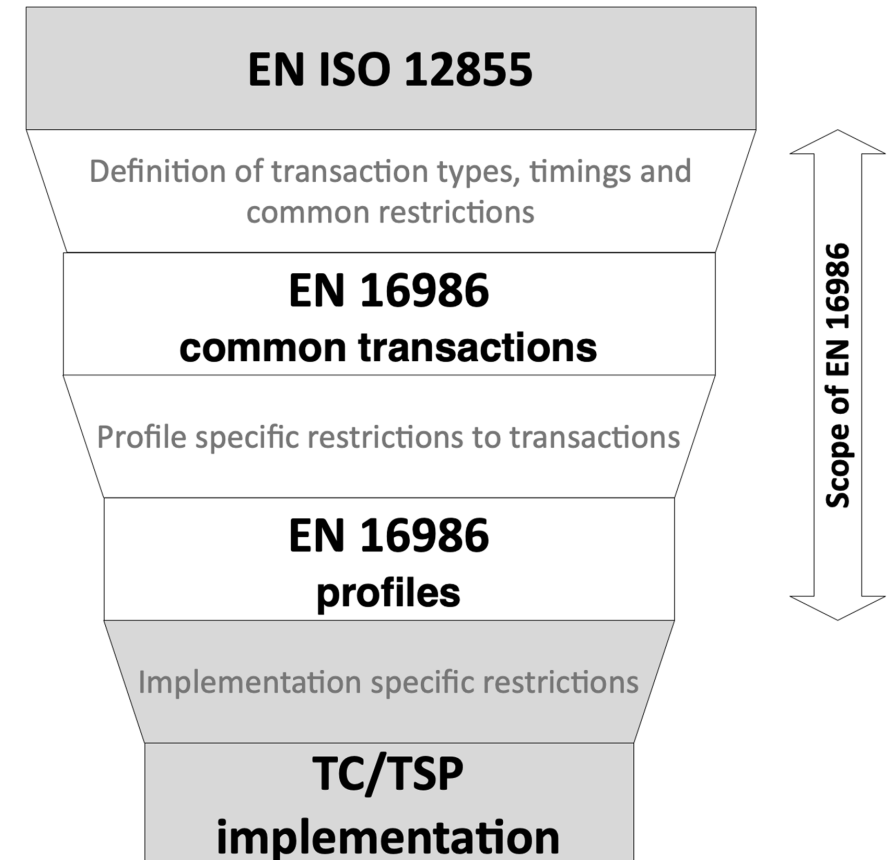 EN ISO 12855
Definition of transaction types, timings and
common restrictions
EN 16986
common transactions
Profile specific restrictions to transactions
EN 16986
profiles
Implementation specific restrictions
TC/TSP
implementation
Scope of EN 16986